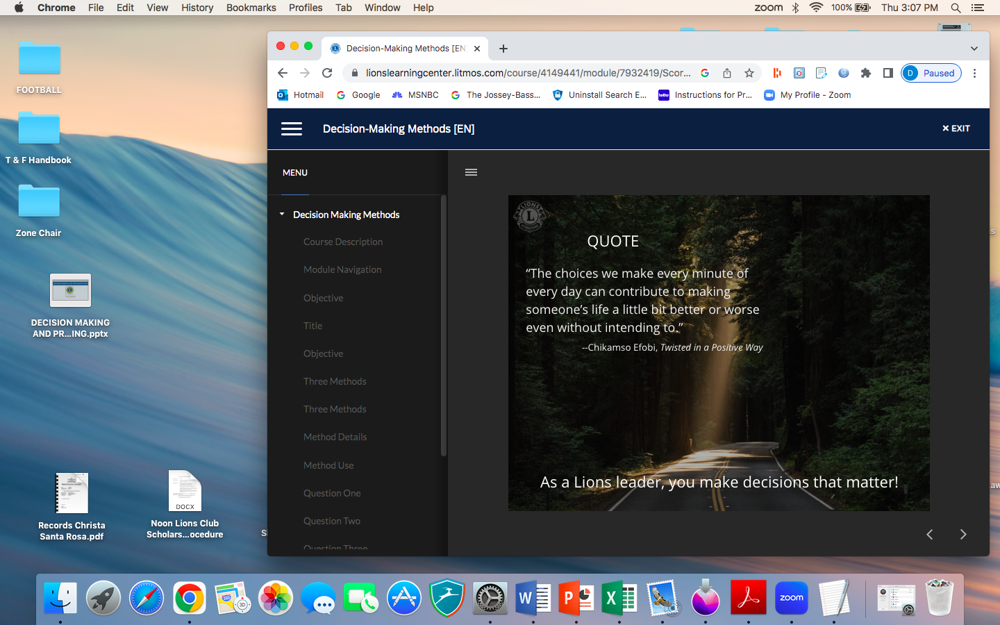 Chrome File Edit View History Bookmarks Profiles Tab Window Help zoom 100% Thu 3:07 PM
FOOTBALL
T & F Handbook
Zone Chair
DECISION MAKING
AND PR...ING.pptx
Records Christa
Santa Rosa.pdf
DOCX
Noon Lions Club
Scholars...ocedure
Decision-Making Methods [EN]
lionslearningcenter.litmos.com/course/4149441/module/7932419/Scor...
D Paused
Hotmail Google MSNBC The Jossey-Bass... Uninstall Search E... brother Instructions for Pr... My Profile - Zoom
Decision-Making Methods [EN]
× EXIT
MENU
Decision Making Methods
Course Description
Module Navigation
Objective
Title
Objective
Three Methods
Three Methods
Method Details
Method Use
Question One
Question Two
Question Three
LIONS
L
QUOTE
“The choices we make every minute of
every day can contribute to making
someone’s life a little bit better or worse
even without intending to.”
--Chikamso Efobi, Twisted in a Positive Way
As a Lions leader, you make decisions that matter!
3D
W
P
X
zoom